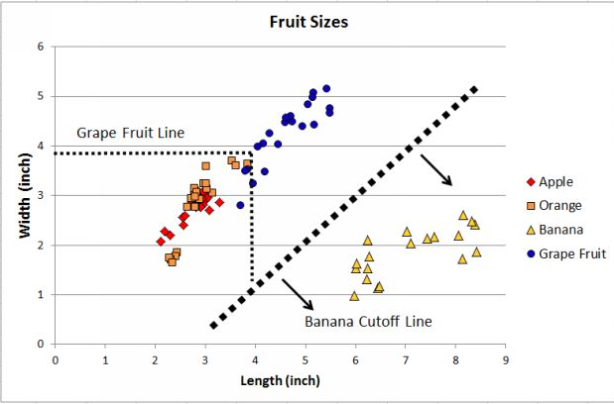 Fruit Sizes
6
5
4
3
2
1
0
Width (inch)
Grape Fruit Line
Banana Cutoff Line
Apple
Orange
Banana
Grape Fruit
0 1 2 3 4 5 6 7 8 9
Length (inch)